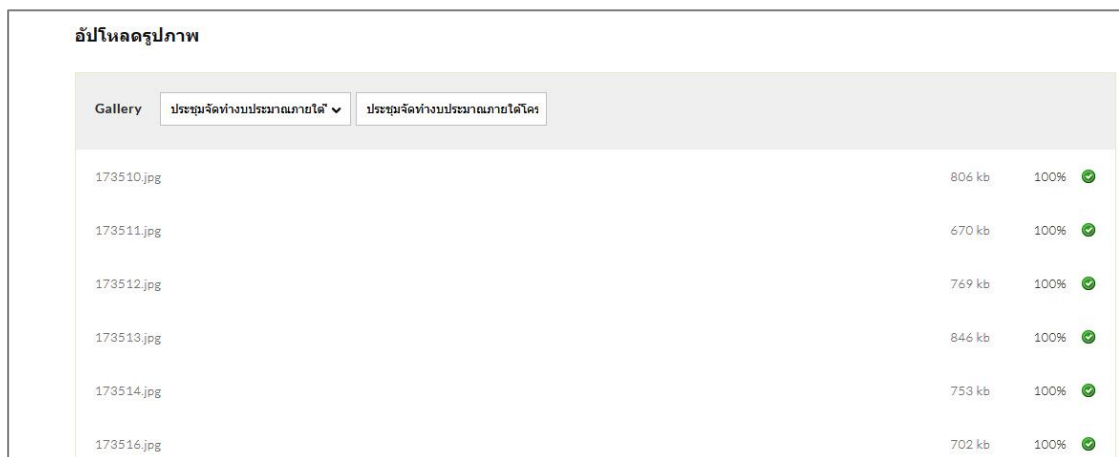 อัปโหลดรูปภาพ
Gallery ประชุมจัดทำงบประมาณภายใต้ ประชุมจัดทำงบประมาณภายใต้โคร
173510.jpg 806 kb 100%
173511.jpg 670 kb 100%
173512.jpg 769 kb 100%
173513.jpg 846 kb 100%
173514.jpg 753 kb 100%
173516.jpg 702 kb 100%